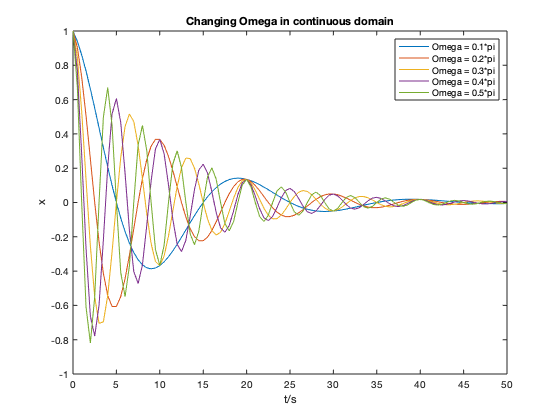 Changing Omega in continuous domain
1
0.8
0.6
0.4
0.2
0
-0.2
-0.4
-0.6
-0.8
-1
x
Omega = 0.1*pi
Omega = 0.2*pi
Omega = 0.3*pi
Omega = 0.4*pi
Omega = 0.5*pi
0 5 10 15 20 25 30 35 40 45 50
t/s